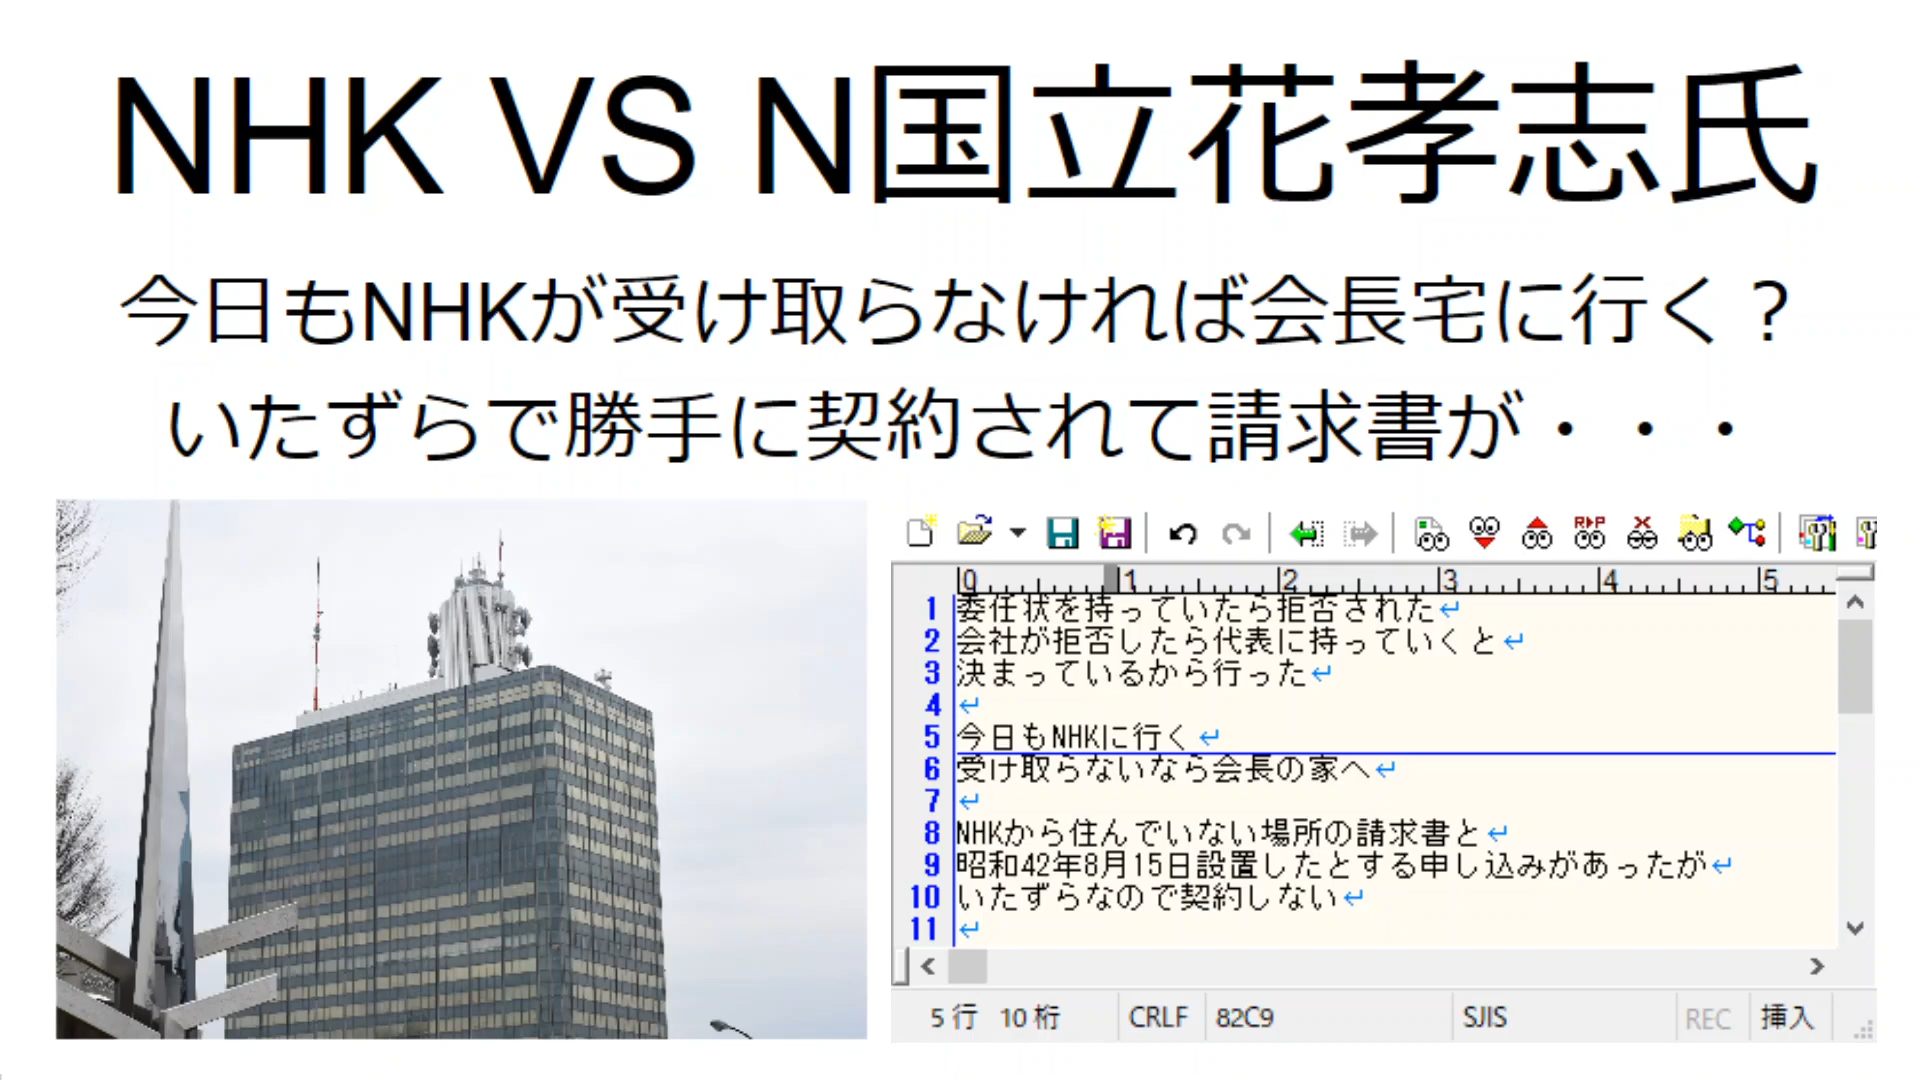 NHK VS N国立花孝志氏
今日もNHKが受け取らなければ会長宅に行く？
いたずらで勝手に契約されて請求書が・・・
R▶P
0 1 2 3 4 5
1 委任状を持っていたら拒否された↵
2 会社が拒否したら代表に持っていくと↵
3 決まっているから行った↵
4 ↵
5 今日もNHKに行く↵
6 受け取らないなら会長の家へ↵
7 ↵
8 NHKから住んでいない場所の請求書と↵
9 昭和42年8月15日設置したとする申し込みがあったが↵
10 いたずらなので契約しない↵
11 ↵
5 行 10 桁 CRLF 82C9 SJIS REC 挿入